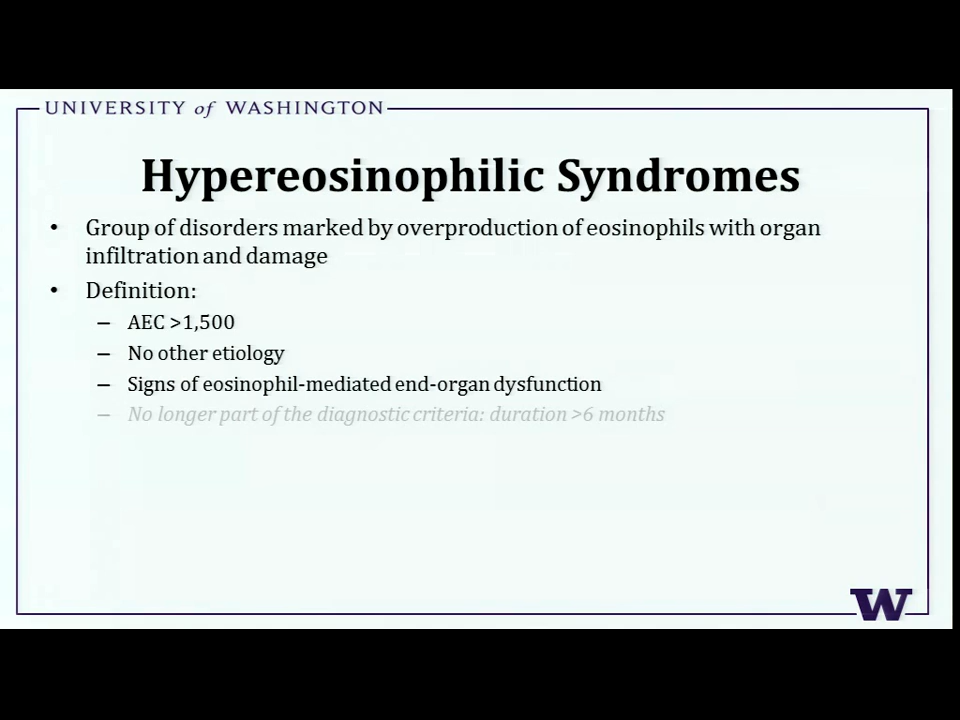 UNIVERSITY of WASHINGTON
Hypereosinophilic Syndromes
• Group of disorders marked by overproduction of eosinophils with organ
infiltration and damage
• Definition:
– AEC >1,500
– No other etiology
– Signs of eosinophil-mediated end-organ dysfunction
– No longer part of the diagnostic criteria: duration >6 months
W